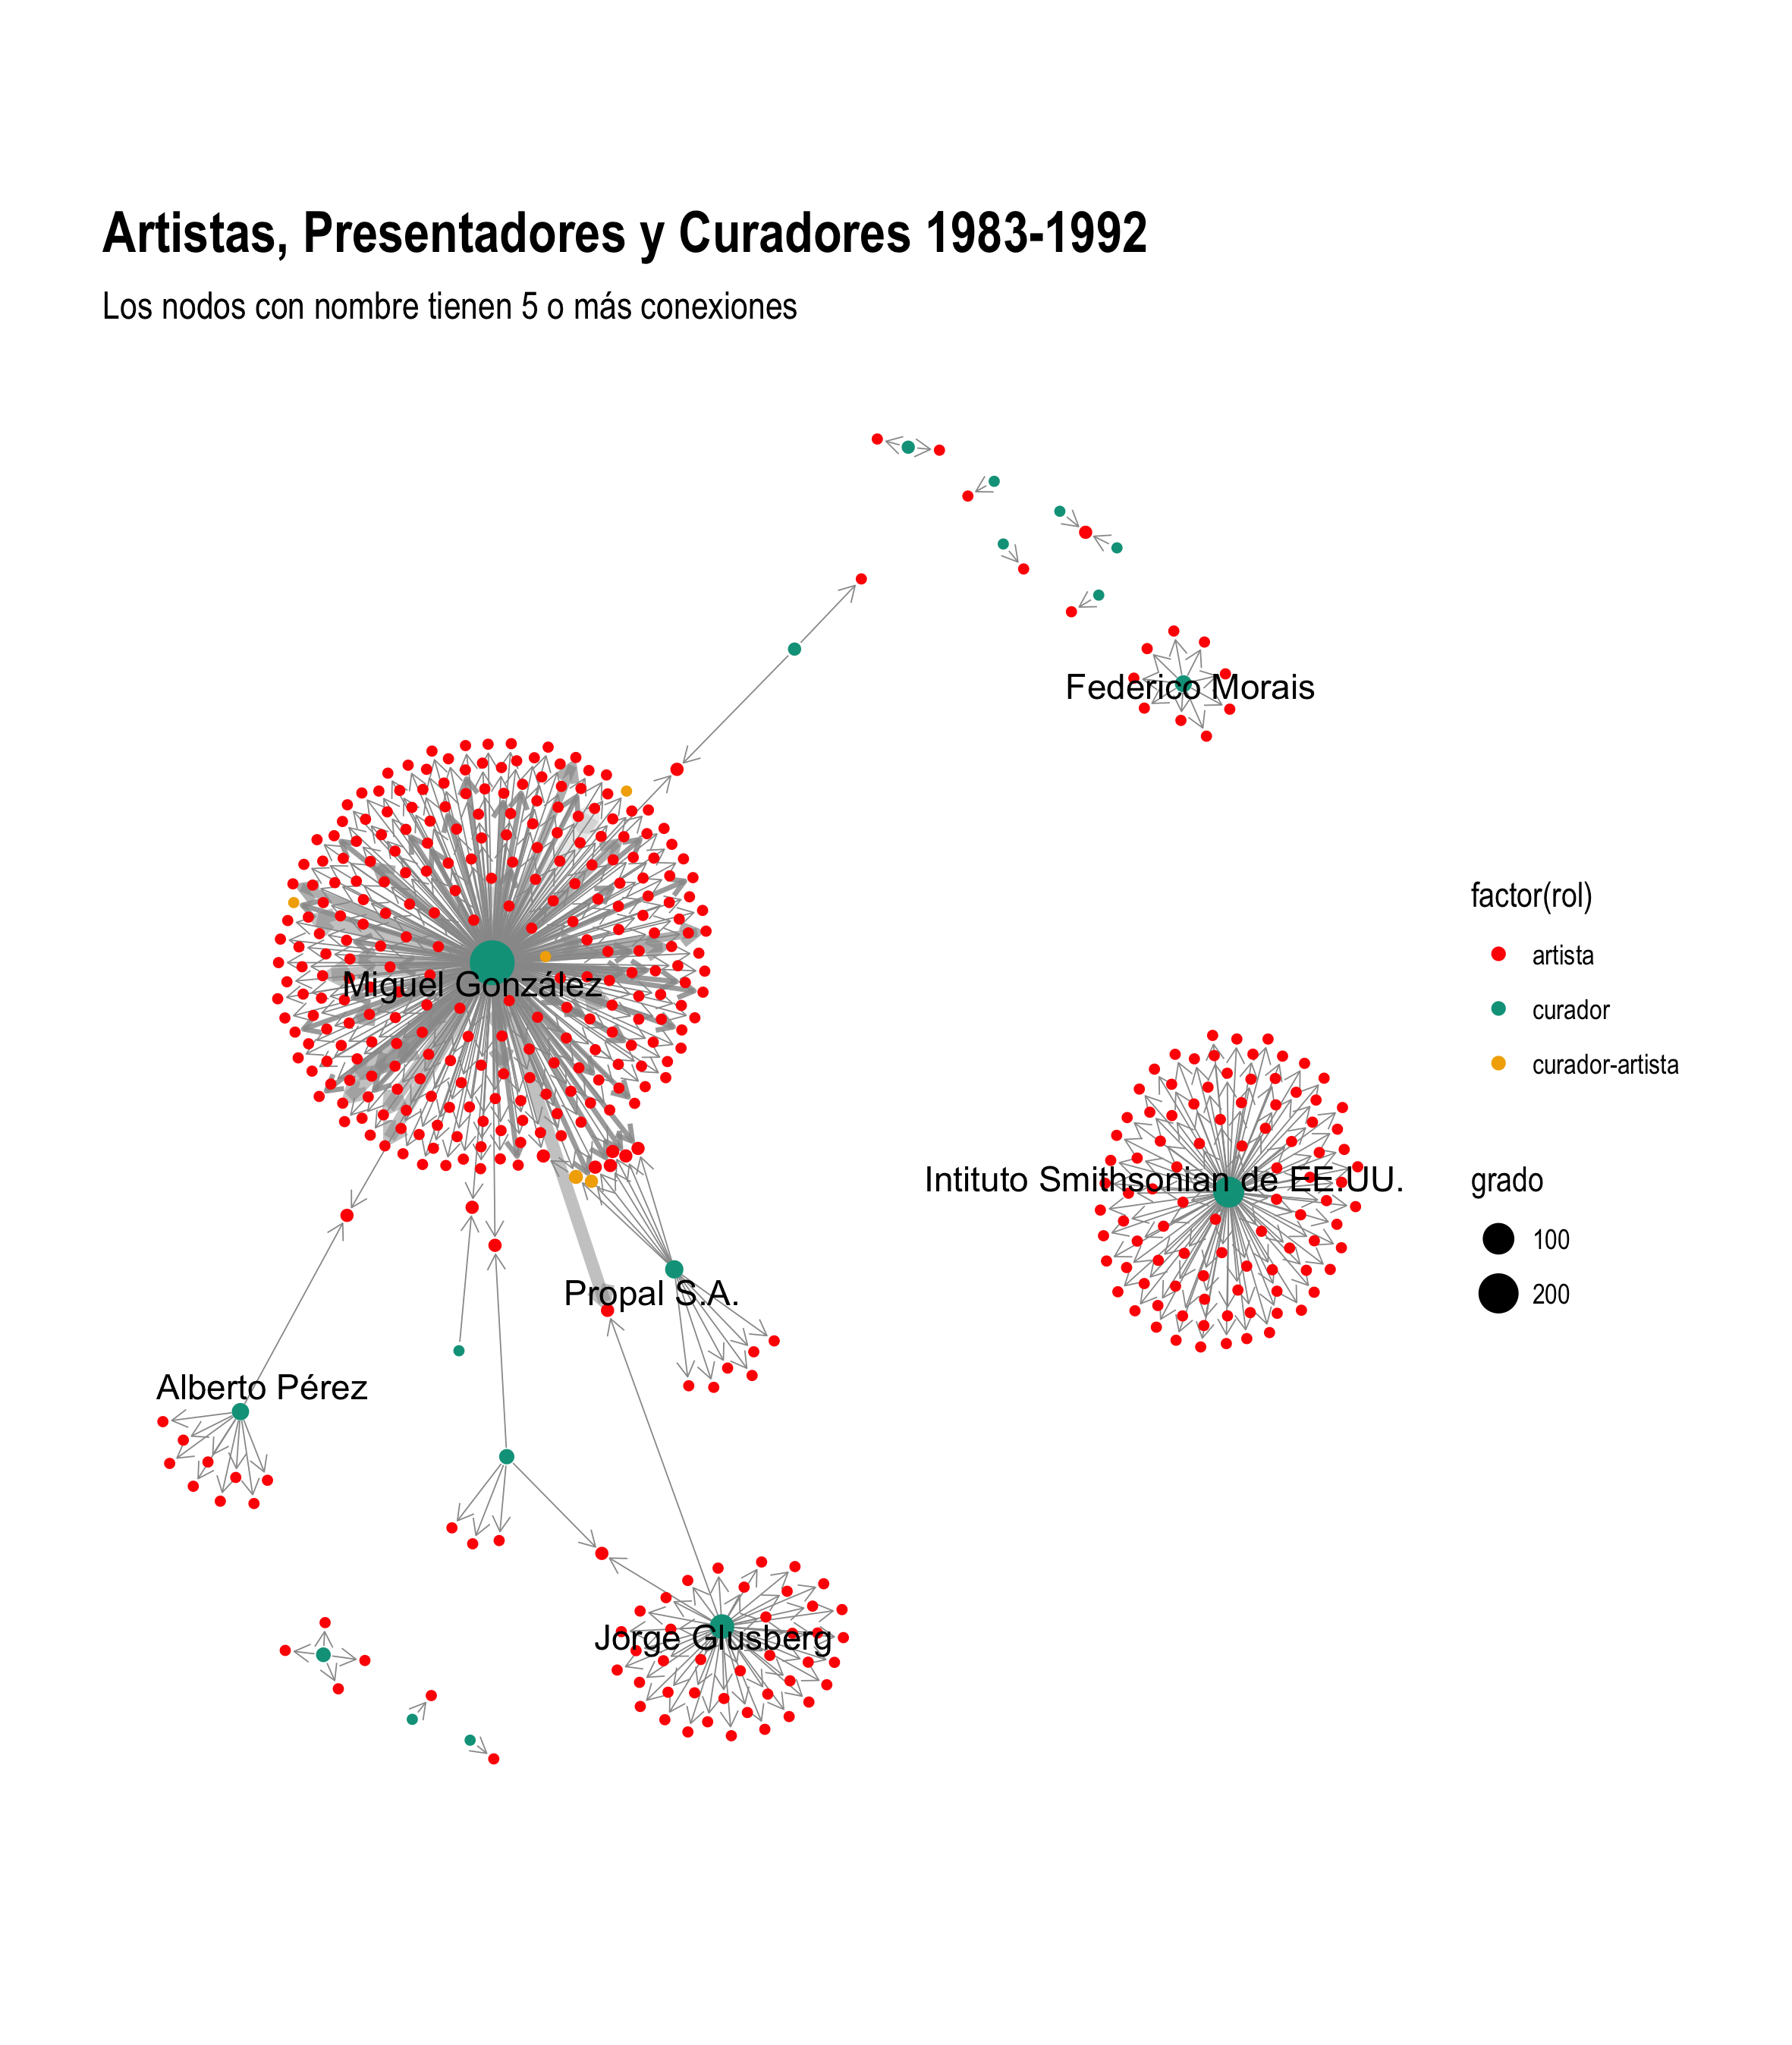 Artistas, Presentadores y Curadores 1983-1992
Los nodos con nombre tienen 5 o más conexiones
Federico Morais
Miguel González
Intituto Smithsonian de EE.UU.
Propal S.A.
Alberto Pérez
Jorge Glusberg
factor(rol)
artista
curador
curador-artista
grado
100
200